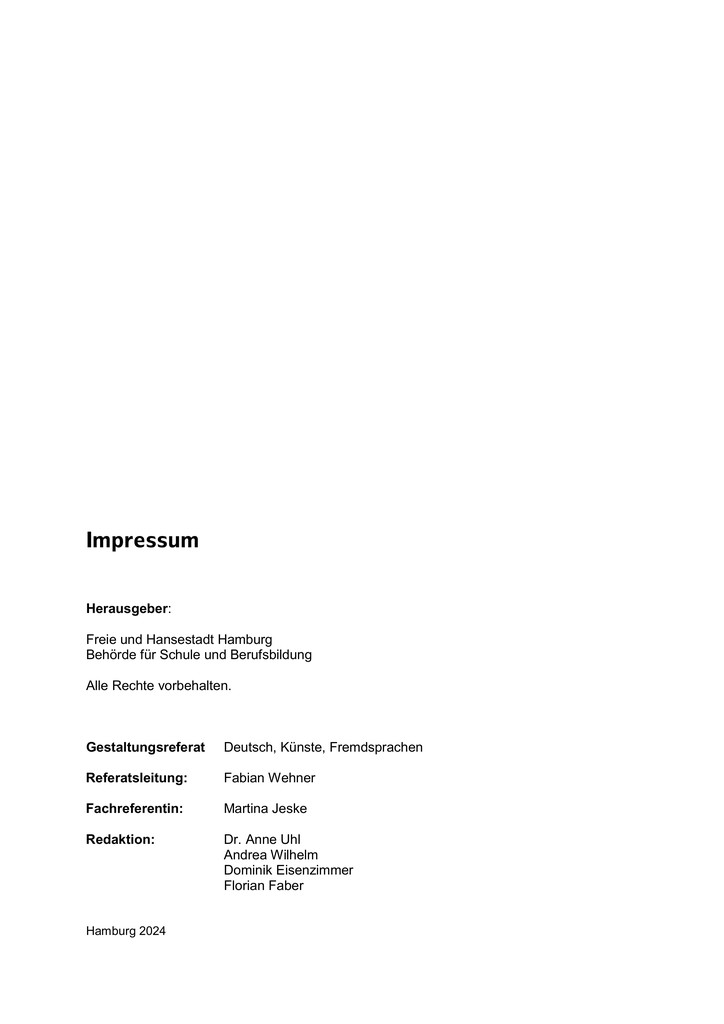 Impressum
Herausgeber:
Freie und Hansestadt Hamburg
Behörde für Schule und Berufsbildung
Alle Rechte vorbehalten.
Gestaltungsreferat Deutsch, Künste, Fremdsprachen
Referatsleitung: Fabian Wehner
Fachreferentin: Martina Jeske
Redaktion: Dr. Anne Uhl
Andrea Wilhelm
Dominik Eisenzimmer
Florian Faber
Hamburg 2024